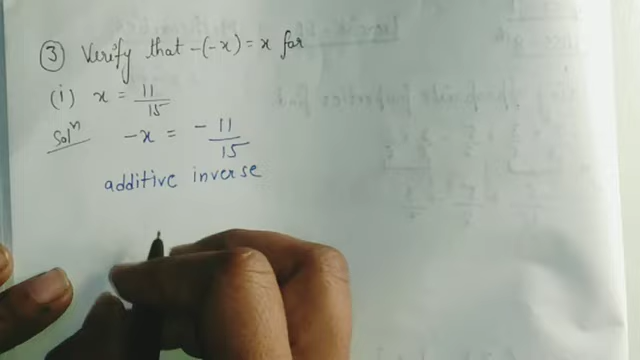 ③ Verify that -(-x) = x for
(i) x = 11/15
Solⁿ -x = -11/15
additive inverse